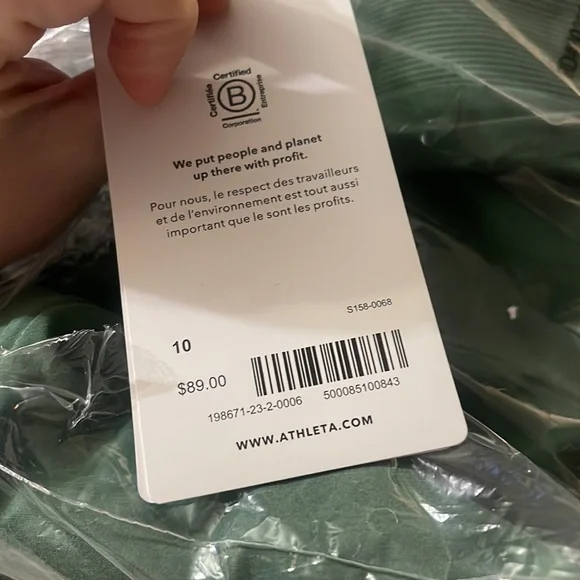 Certified
Certifiée
B
Entreprise
Corporation
We put people and planet
up there with profit.
Pour nous, le respect des travailleurs
et de l'environnement est tout aussi
important que le sont les profits.
S158-0068
10
$89.00
198671-23-2-0006 500085100843
WWW.ATHLETA.COM